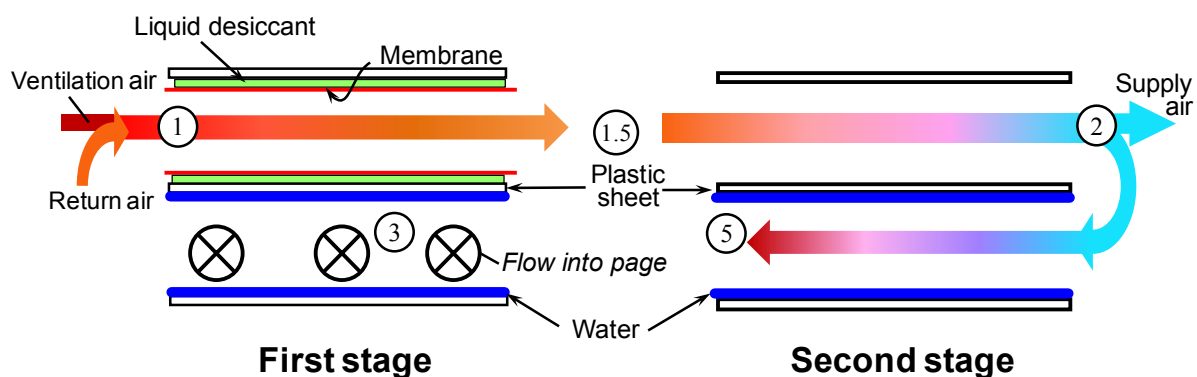 Liquid desiccant
Membrane
Ventilation air
Supply
air
1
1.5
2
Plastic
sheet
Return air
3
5
Flow into page
Water
First stage
Second stage